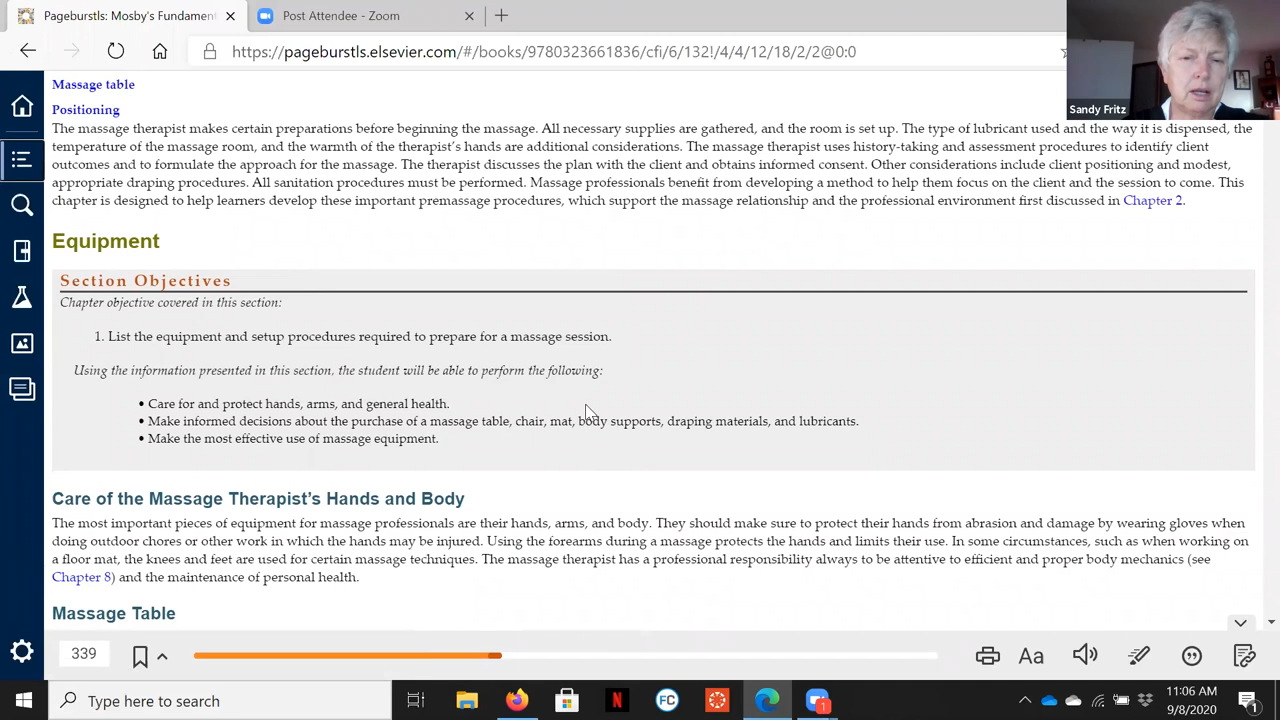 Pageburstls: Mosby's Fundamen
Post Attendee - Zoom
https://pageburstls.elsevier.com/#/books/9780323661836/cfi/6/132!/4/4/12/18/2/2@0:0
Sandy Fritz
Massage table
Positioning
The massage therapist makes certain preparations before beginning the massage. All necessary supplies are gathered, and the room is set up. The type of lubricant used and the way it is dispensed, the
temperature of the massage room, and the warmth of the therapist's hands are additional considerations. The massage therapist uses history-taking and assessment procedures to identify client
outcomes and to formulate the approach for the massage. The therapist discusses the plan with the client and obtains informed consent. Other considerations include client positioning and modest,
appropriate draping procedures. All sanitation procedures must be performed. Massage professionals benefit from developing a method to help them focus on the client and the session to come. This
chapter is designed to help learners develop these important premassage procedures, which support the massage relationship and the professional environment first discussed in Chapter 2.
Equipment
Section Objectives
Chapter objective covered in this section:
1. List the equipment and setup procedures required to prepare for a massage session.
Using the information presented in this section, the student will be able to perform the following:
• Care for and protect hands, arms, and general health.
• Make informed decisions about the purchase of a massage table, chair, mat, body supports, draping materials, and lubricants.
• Make the most effective use of massage equipment.
Care of the Massage Therapist's Hands and Body
The most important pieces of equipment for massage professionals are their hands, arms, and body. They should make sure to protect their hands from abrasion and damage by wearing gloves when
doing outdoor chores or other work in which the hands may be injured. Using the forearms during a massage protects the hands and limits their use. In some circumstances, such as when working on
a floor mat, the knees and feet are used for certain massage techniques. The massage therapist has a professional responsibility always to be attentive to efficient and proper body mechanics (see
Chapter 8) and the maintenance of personal health.
Massage Table
339
Aa
Type here to search
N
FC
1
11:06 AM
9/8/2020
1